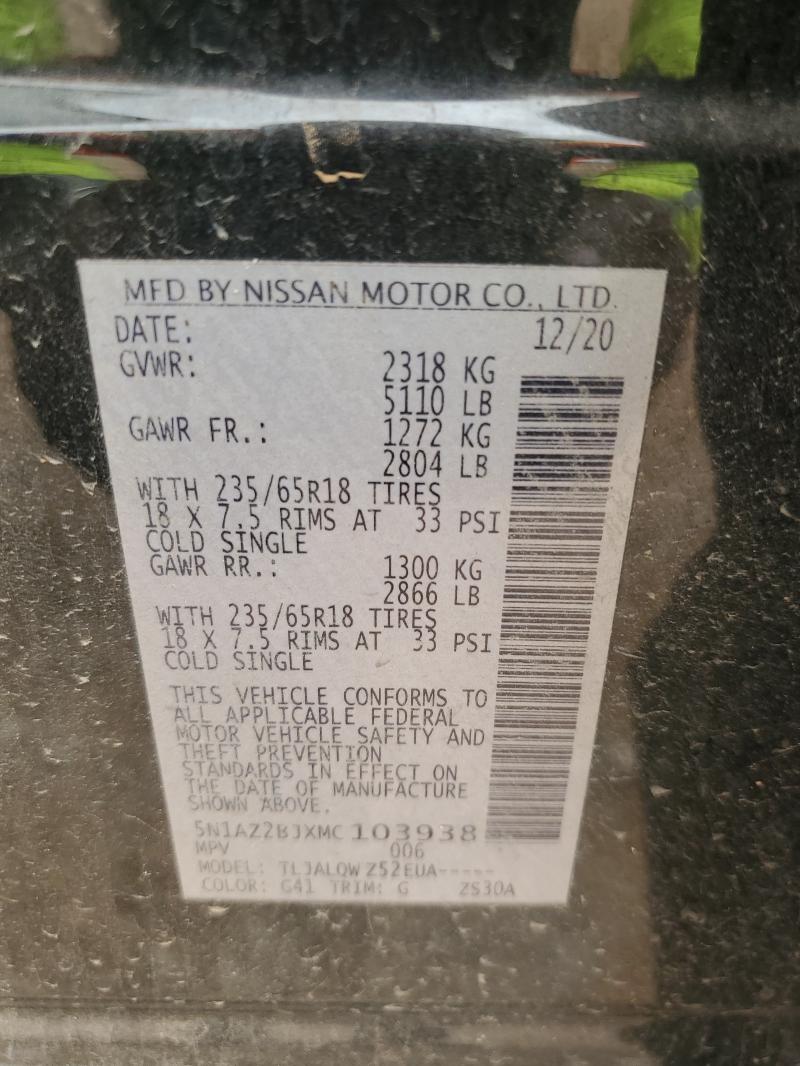 MFD BY NISSAN MOTOR CO., LTD.
DATE: 12/20
GVWR: 2318 KG
5110 LB
GAWR FR.: 1272 KG
2804 LB
WITH 235/65R18 TIRES
18 X 7.5 RIMS AT 33 PSI
COLD SINGLE
GAWR RR.: 1300 KG
2866 LB
WITH 235/65R18 TIRES
18 X 7.5 RIMS AT 33 PSI
COLD SINGLE
THIS VEHICLE CONFORMS TO
ALL APPLICABLE FEDERAL
MOTOR VEHICLE SAFETY AND
THEFT PREVENTION
STANDARDS IN EFFECT ON
THE DATE OF MANUFACTURE
SHOWN ABOVE.
5N1AZ2BJXMC103938
MPV 006
MODEL: TLJALQW Z52EUA-----
COLOR: G41 TRIM: G ZS30A